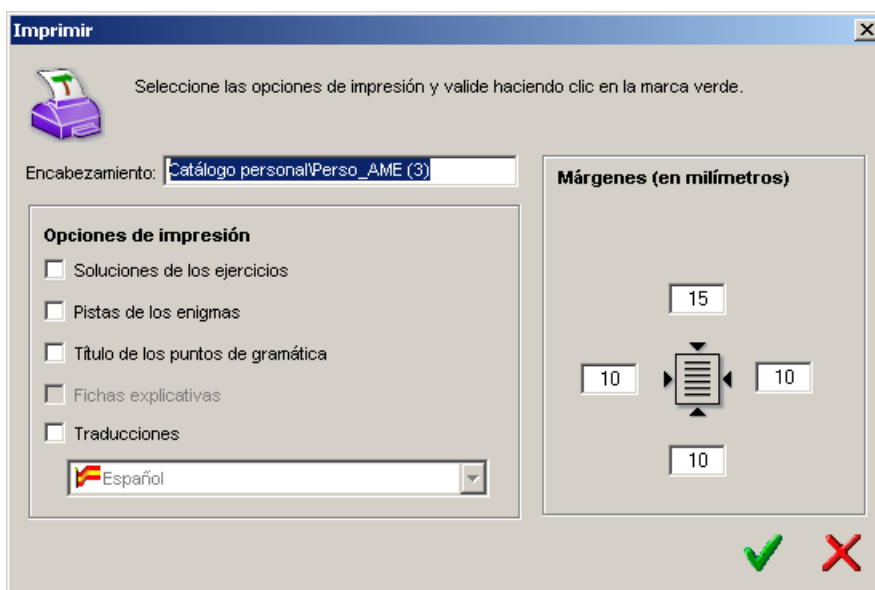 Imprimir
Seleccione las opciones de impresión y valide haciendo clic en la marca verde.
Encabezamiento: Catálogo personal\Perso_AME (3)
Opciones de impresión
Soluciones de los ejercicios
Pistas de los enigmas
Título de los puntos de gramática
Fichas explicativas
Traducciones
Español
Márgenes (en milímetros)
15
10 10
10